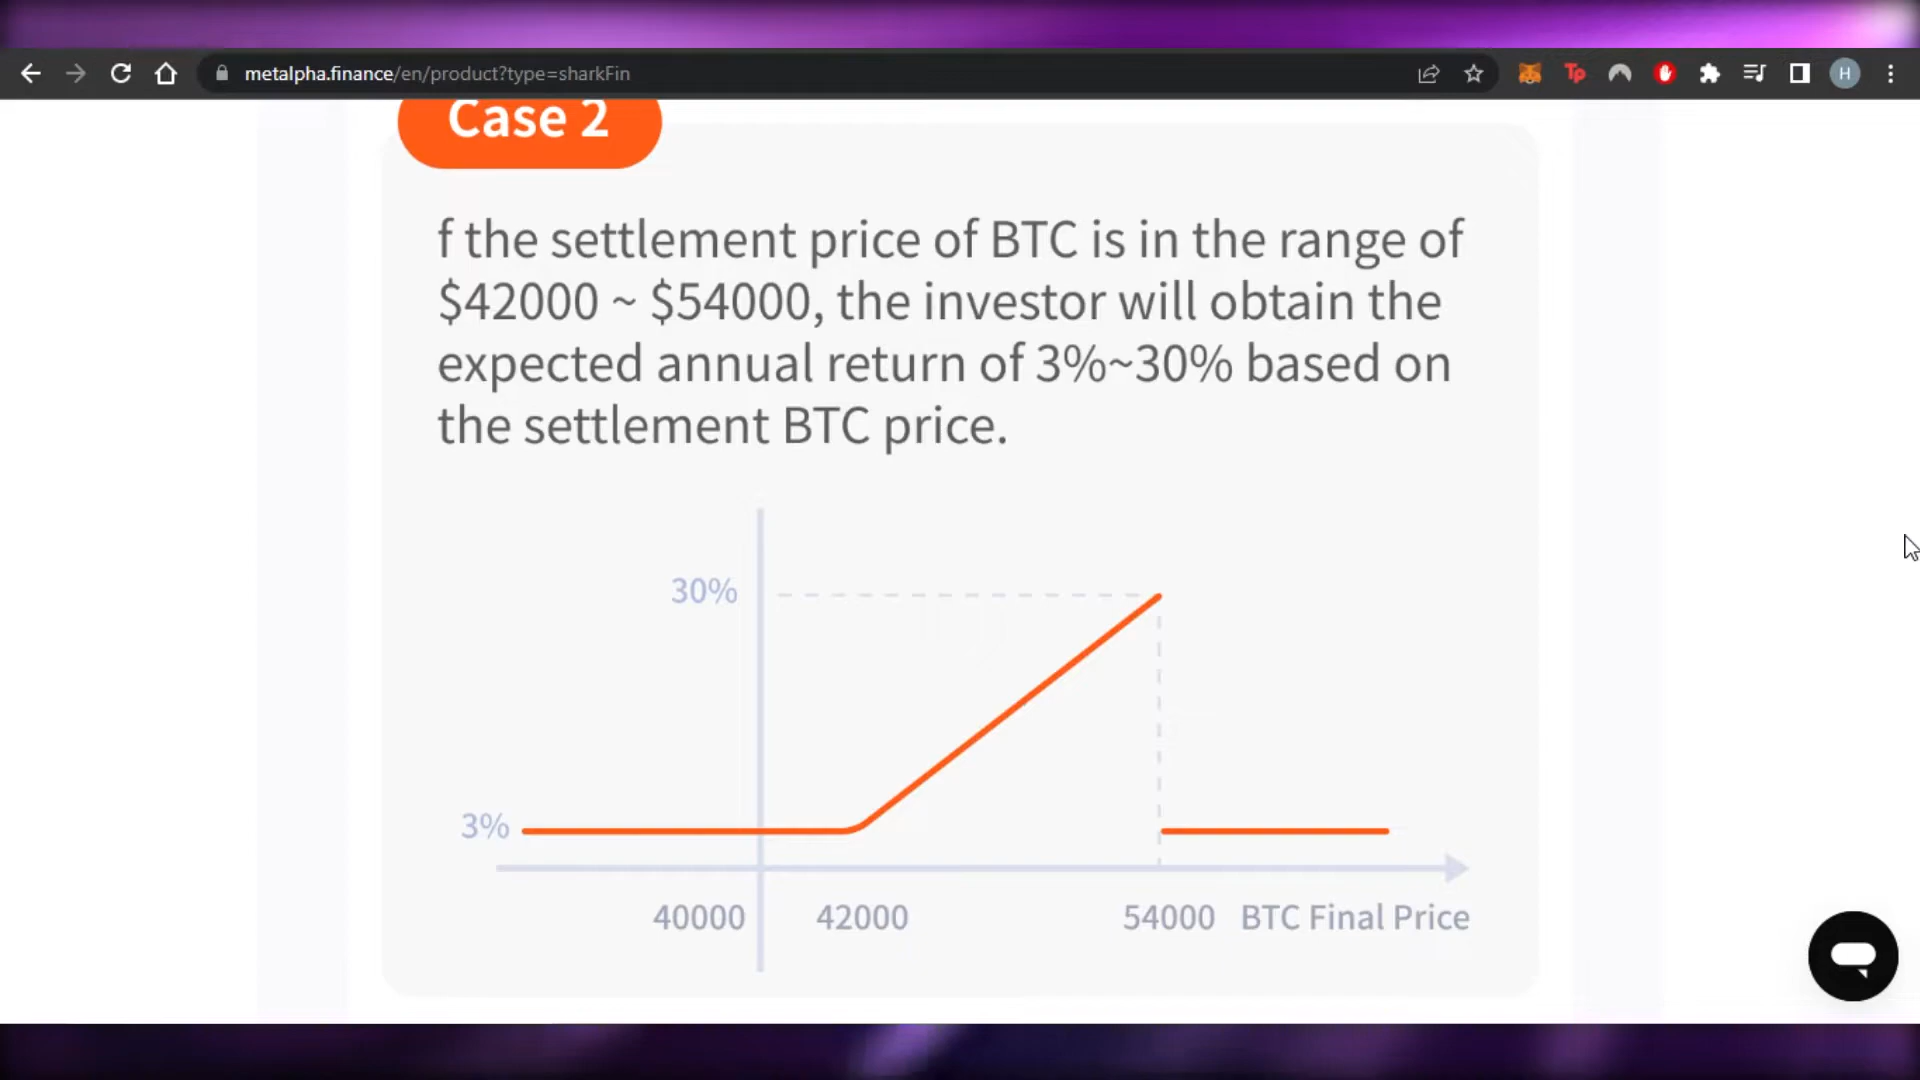 metalpha.finance/en/product?type=sharkFin
Tp
H
Case 2
f the settlement price of BTC is in the range of
$42000 ~ $54000, the investor will obtain the
expected annual return of 3%~30% based on
the settlement BTC price.
30%
3%
40000
42000
54000
BTC Final Price